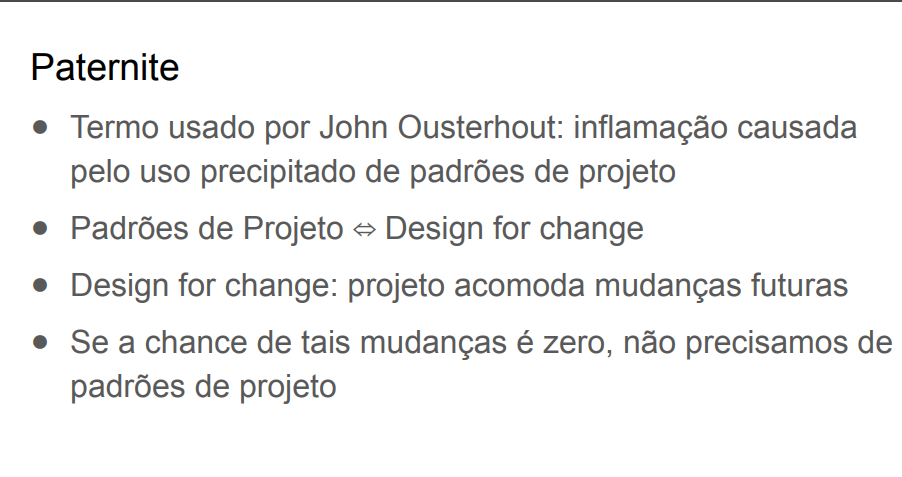 Paternite
● Termo usado por John Ousterhout: inflamação causada
pelo uso precipitado de padrões de projeto
● Padrões de Projeto ⇔ Design for change
● Design for change: projeto acomoda mudanças futuras
● Se a chance de tais mudanças é zero, não precisamos de
padrões de projeto